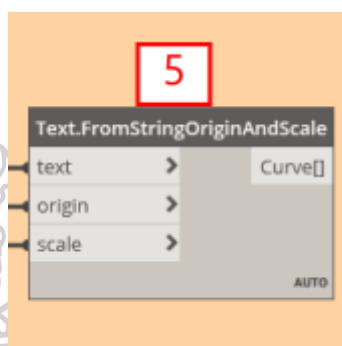 5
Text.FromStringOriginAndScale
text > Curve[]
origin >
scale >
AUTO